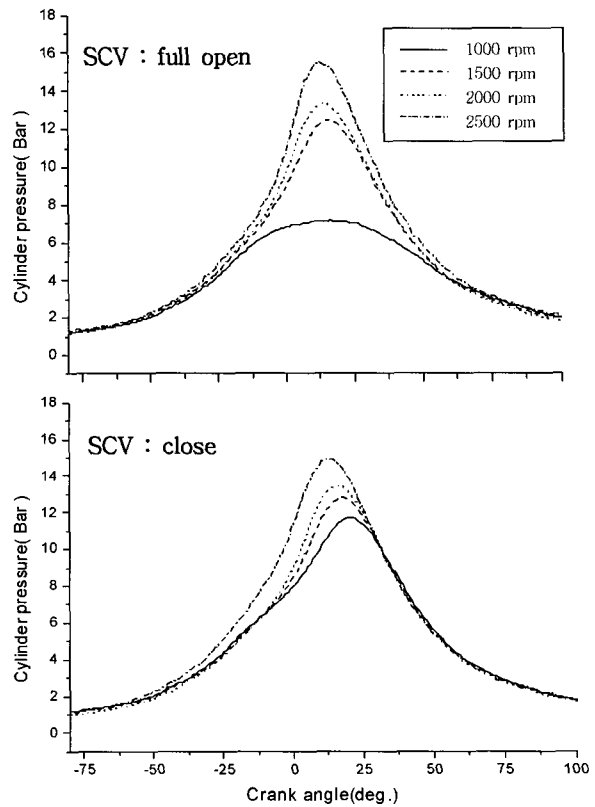 18
16
14
12
10
8
6
4
2
0
Cylinder pressure( Bar )
SCV : full open
1000 rpm
1500 rpm
2000 rpm
2500 rpm
18
16
14
12
10
8
6
4
2
0
Cylinder pressure( Bar )
SCV : close
-75 -50 -25 0 25 50 75 100
Crank angle(deg.)